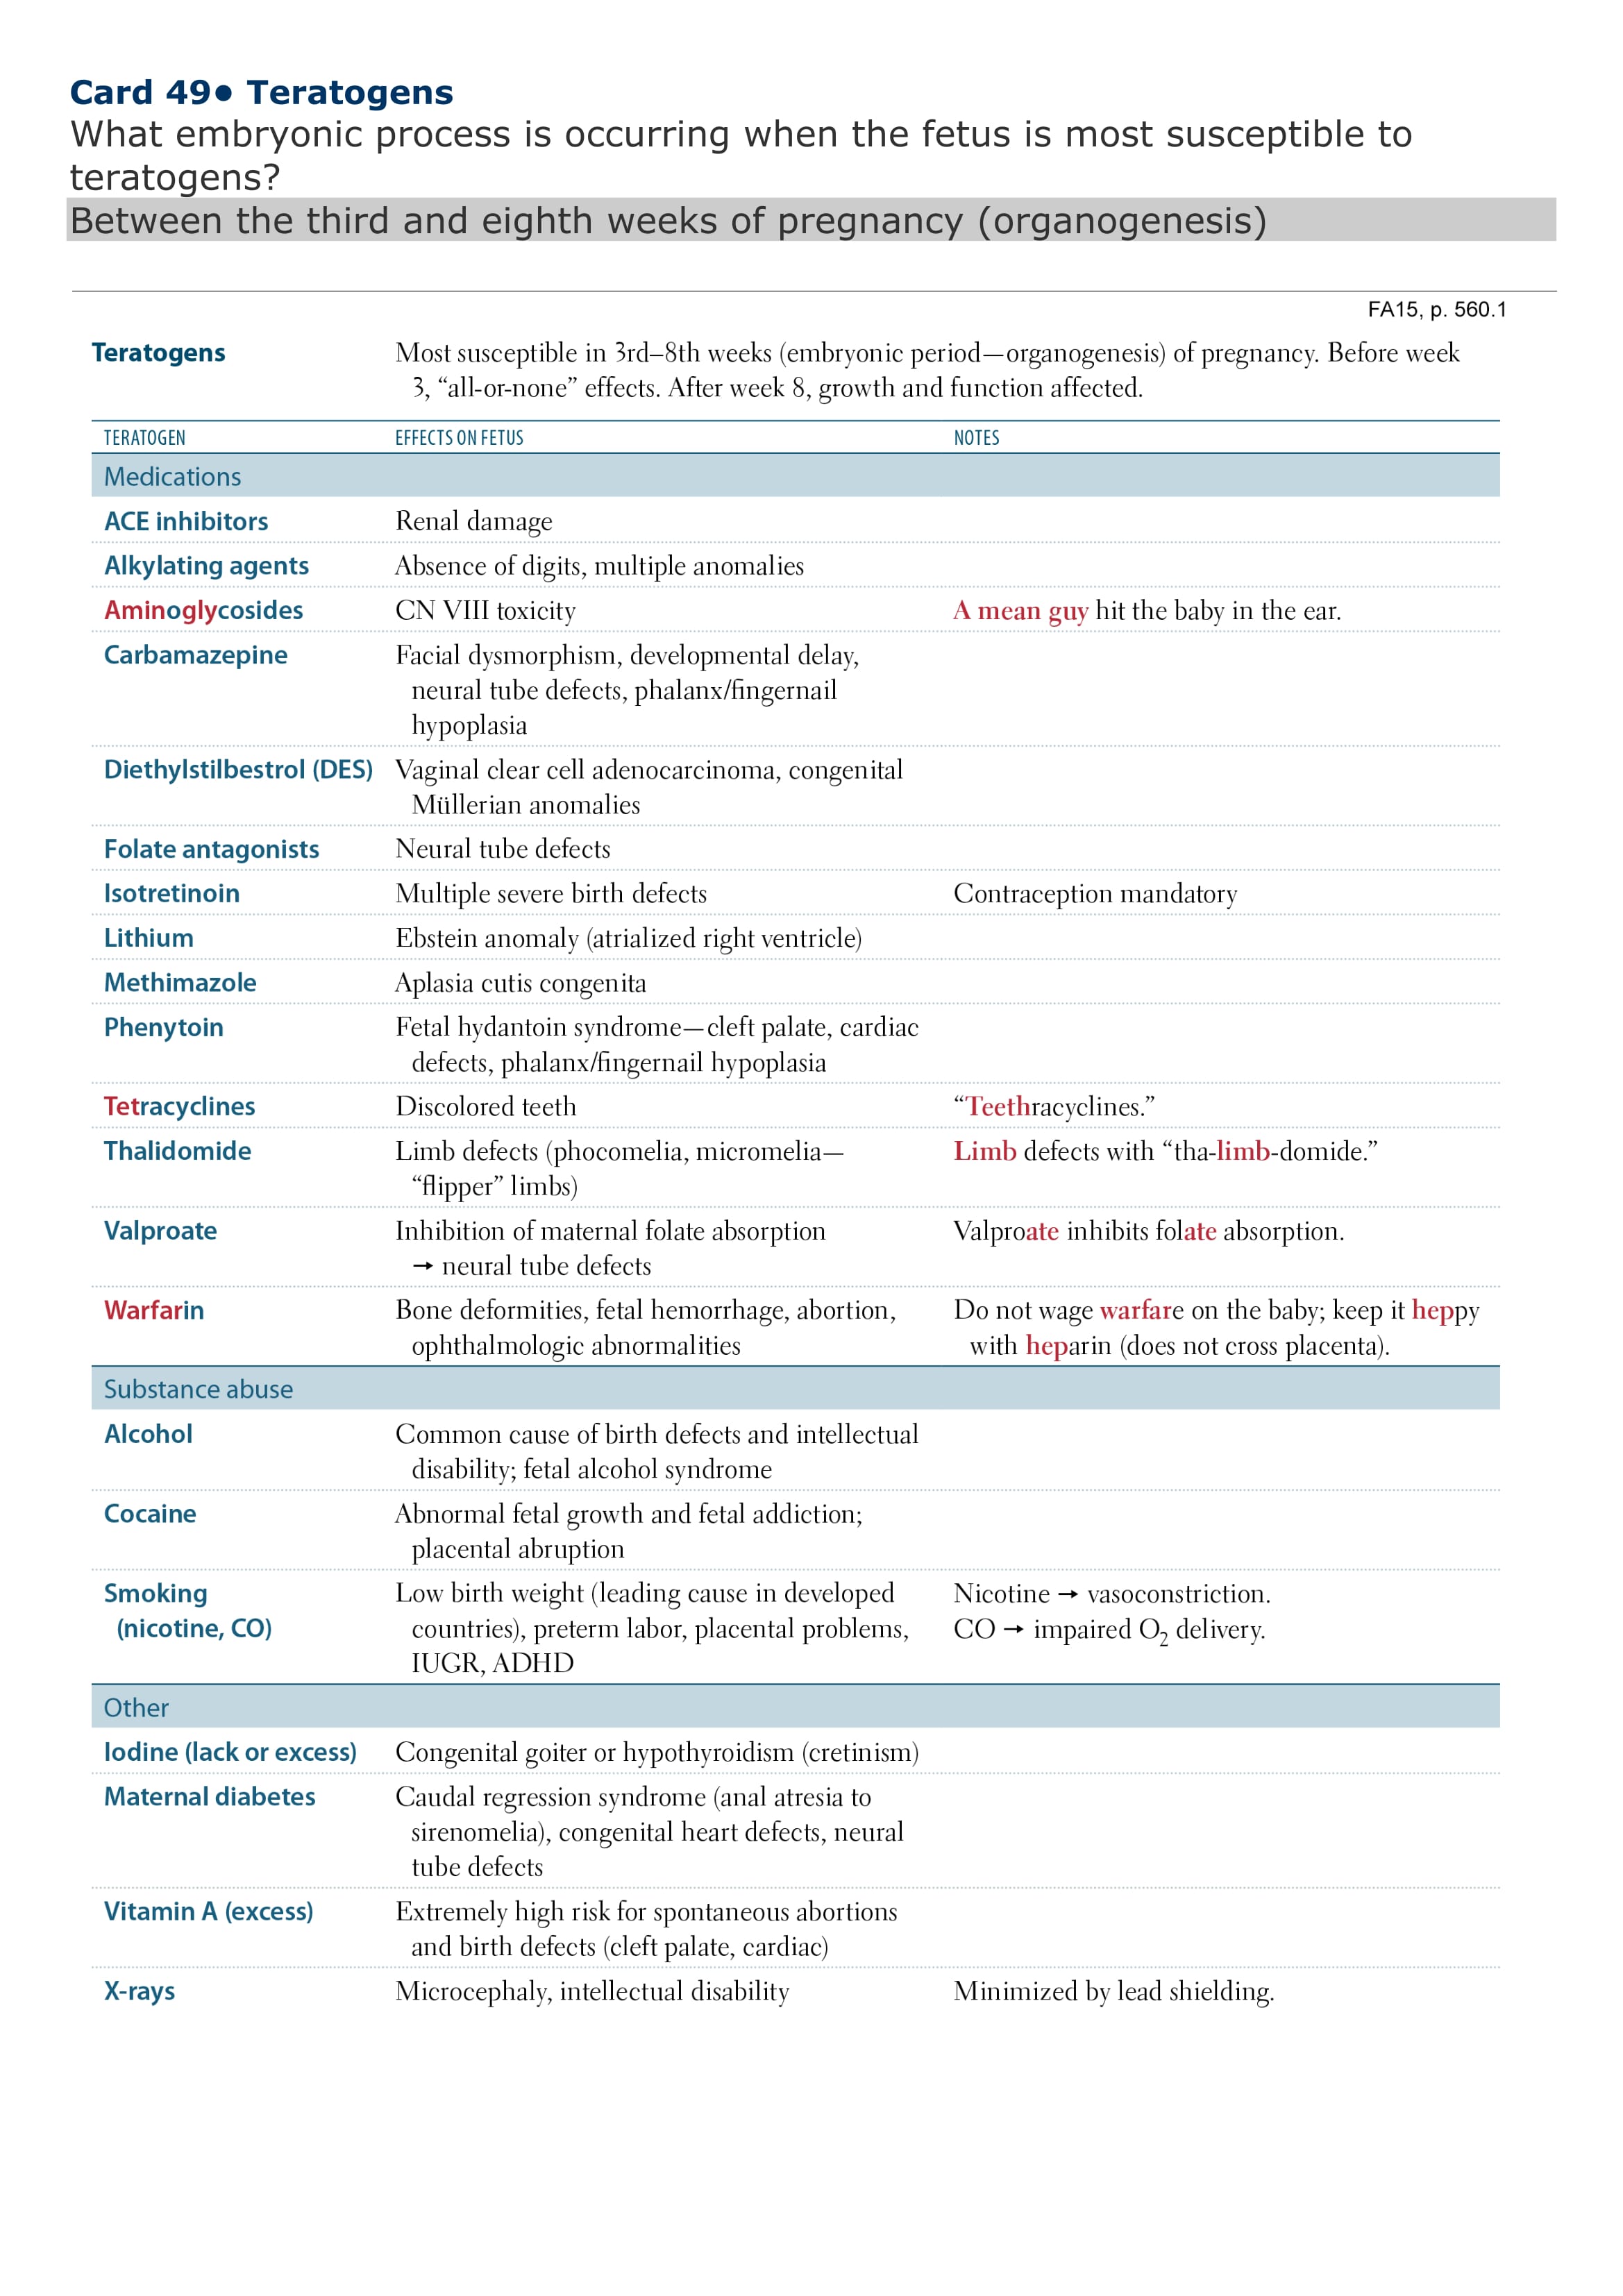 Card 49• Teratogens
What embryonic process is occurring when the fetus is most susceptible to
teratogens?
Between the third and eighth weeks of pregnancy (organogenesis)
FA15, p. 560.1
Teratogens Most susceptible in 3rd–8th weeks (embryonic period—organogenesis) of pregnancy. Before week
3, “all-or-none” effects. After week 8, growth and function affected.
TERATOGEN EFFECTS ON FETUS NOTES
Medications
ACE inhibitors Renal damage
Alkylating agents Absence of digits, multiple anomalies
Aminoglycosides CN VIII toxicity A mean guy hit the baby in the ear.
Carbamazepine Facial dysmorphism, developmental delay,
neural tube defects, phalanx/fingernail
hypoplasia
Diethylstilbestrol (DES) Vaginal clear cell adenocarcinoma, congenital
Müllerian anomalies
Folate antagonists Neural tube defects
Isotretinoin Multiple severe birth defects Contraception mandatory
Lithium Ebstein anomaly (atrialized right ventricle)
Methimazole Aplasia cutis congenita
Phenytoin Fetal hydantoin syndrome—cleft palate, cardiac
defects, phalanx/fingernail hypoplasia
Tetracyclines Discolored teeth “Teethracyclines.”
Thalidomide Limb defects (phocomelia, micromelia— Limb defects with “tha-limb-domide.”
“flipper” limbs)
Valproate Inhibition of maternal folate absorption Valproate inhibits folate absorption.
→ neural tube defects
Warfarin Bone deformities, fetal hemorrhage, abortion, Do not wage warfare on the baby; keep it heppy
ophthalmologic abnormalities with heparin (does not cross placenta).
Substance abuse
Alcohol Common cause of birth defects and intellectual
disability; fetal alcohol syndrome
Cocaine Abnormal fetal growth and fetal addiction;
placental abruption
Smoking Low birth weight (leading cause in developed Nicotine → vasoconstriction.
(nicotine, CO) countries), preterm labor, placental problems, CO → impaired O₂ delivery.
IUGR, ADHD
Other
Iodine (lack or excess) Congenital goiter or hypothyroidism (cretinism)
Maternal diabetes Caudal regression syndrome (anal atresia to
sirenomelia), congenital heart defects, neural
tube defects
Vitamin A (excess) Extremely high risk for spontaneous abortions
and birth defects (cleft palate, cardiac)
X-rays Microcephaly, intellectual disability Minimized by lead shielding.